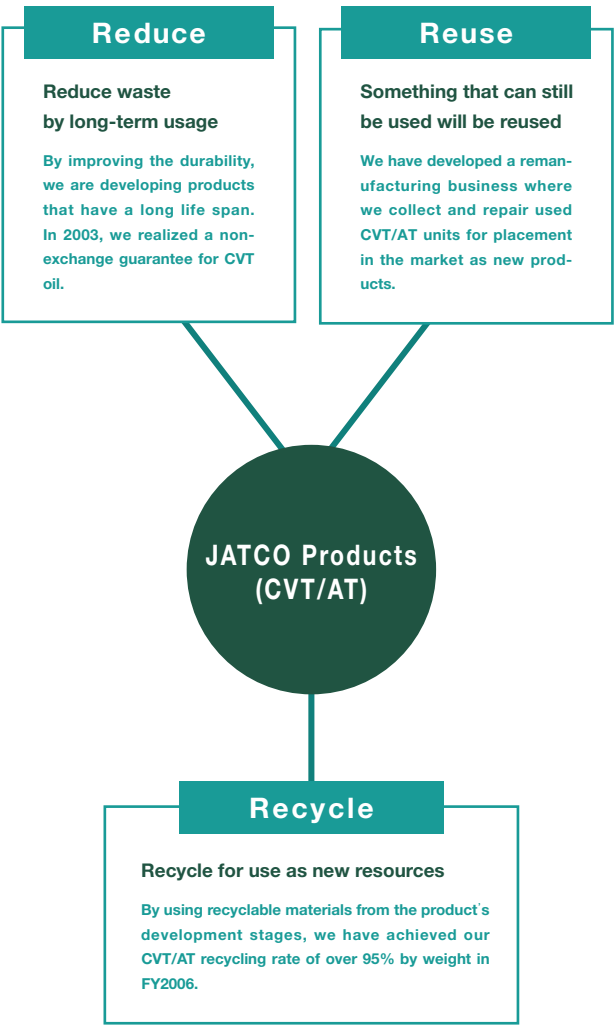 Reduce
Reduce waste
by long-term usage
By improving the durability,
we are developing products
that have a long life span.
In 2003, we realized a non-
exchange guarantee for CVT
oil.
Reuse
Something that can still
be used will be reused
We have developed a reman-
ufacturing business where
we collect and repair used
CVT/AT units for placement
in the market as new prod-
ucts.
JATCO Products
(CVT/AT)
Recycle
Recycle for use as new resources
By using recyclable materials from the product's
development stages, we have achieved our
CVT/AT recycling rate of over 95% by weight in
FY2006.